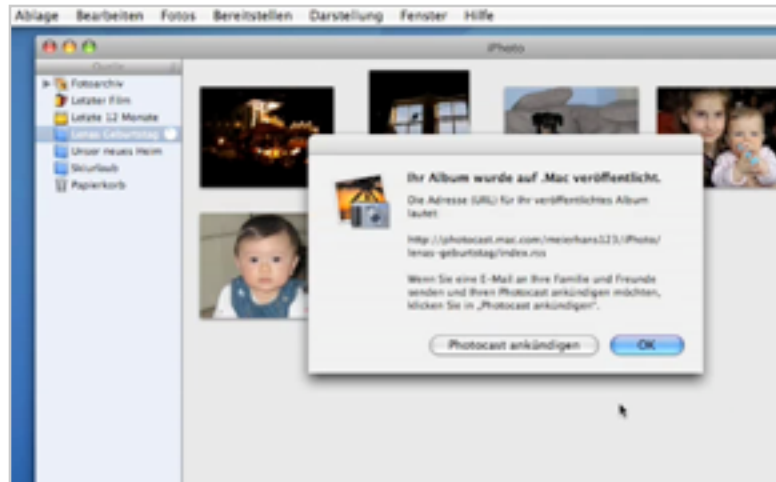 Ablage Bearbeiten Fotos Bereitstellen Darstellung Fenster Hilfe
iPhoto
Quelle
Fotoarchiv
Letzter Film
Letzte 12 Monate
Lenas Geburtstag
Unser neues Heim
Skiurlaub
Papierkorb
Ihr Album wurde auf .Mac veröffentlicht.
Die Adresse (URL) für Ihr veröffentlichtes Album
lautet:
http://photocast.mac.com/meierhans123/iPhoto/
lenas-geburtstag/index.rss
Wenn Sie eine E-Mail an Ihre Familie und Freunde
senden und Ihren Photocast ankündigen möchten,
klicken Sie in „Photocast ankündigen“.
Photocast ankündigen
OK